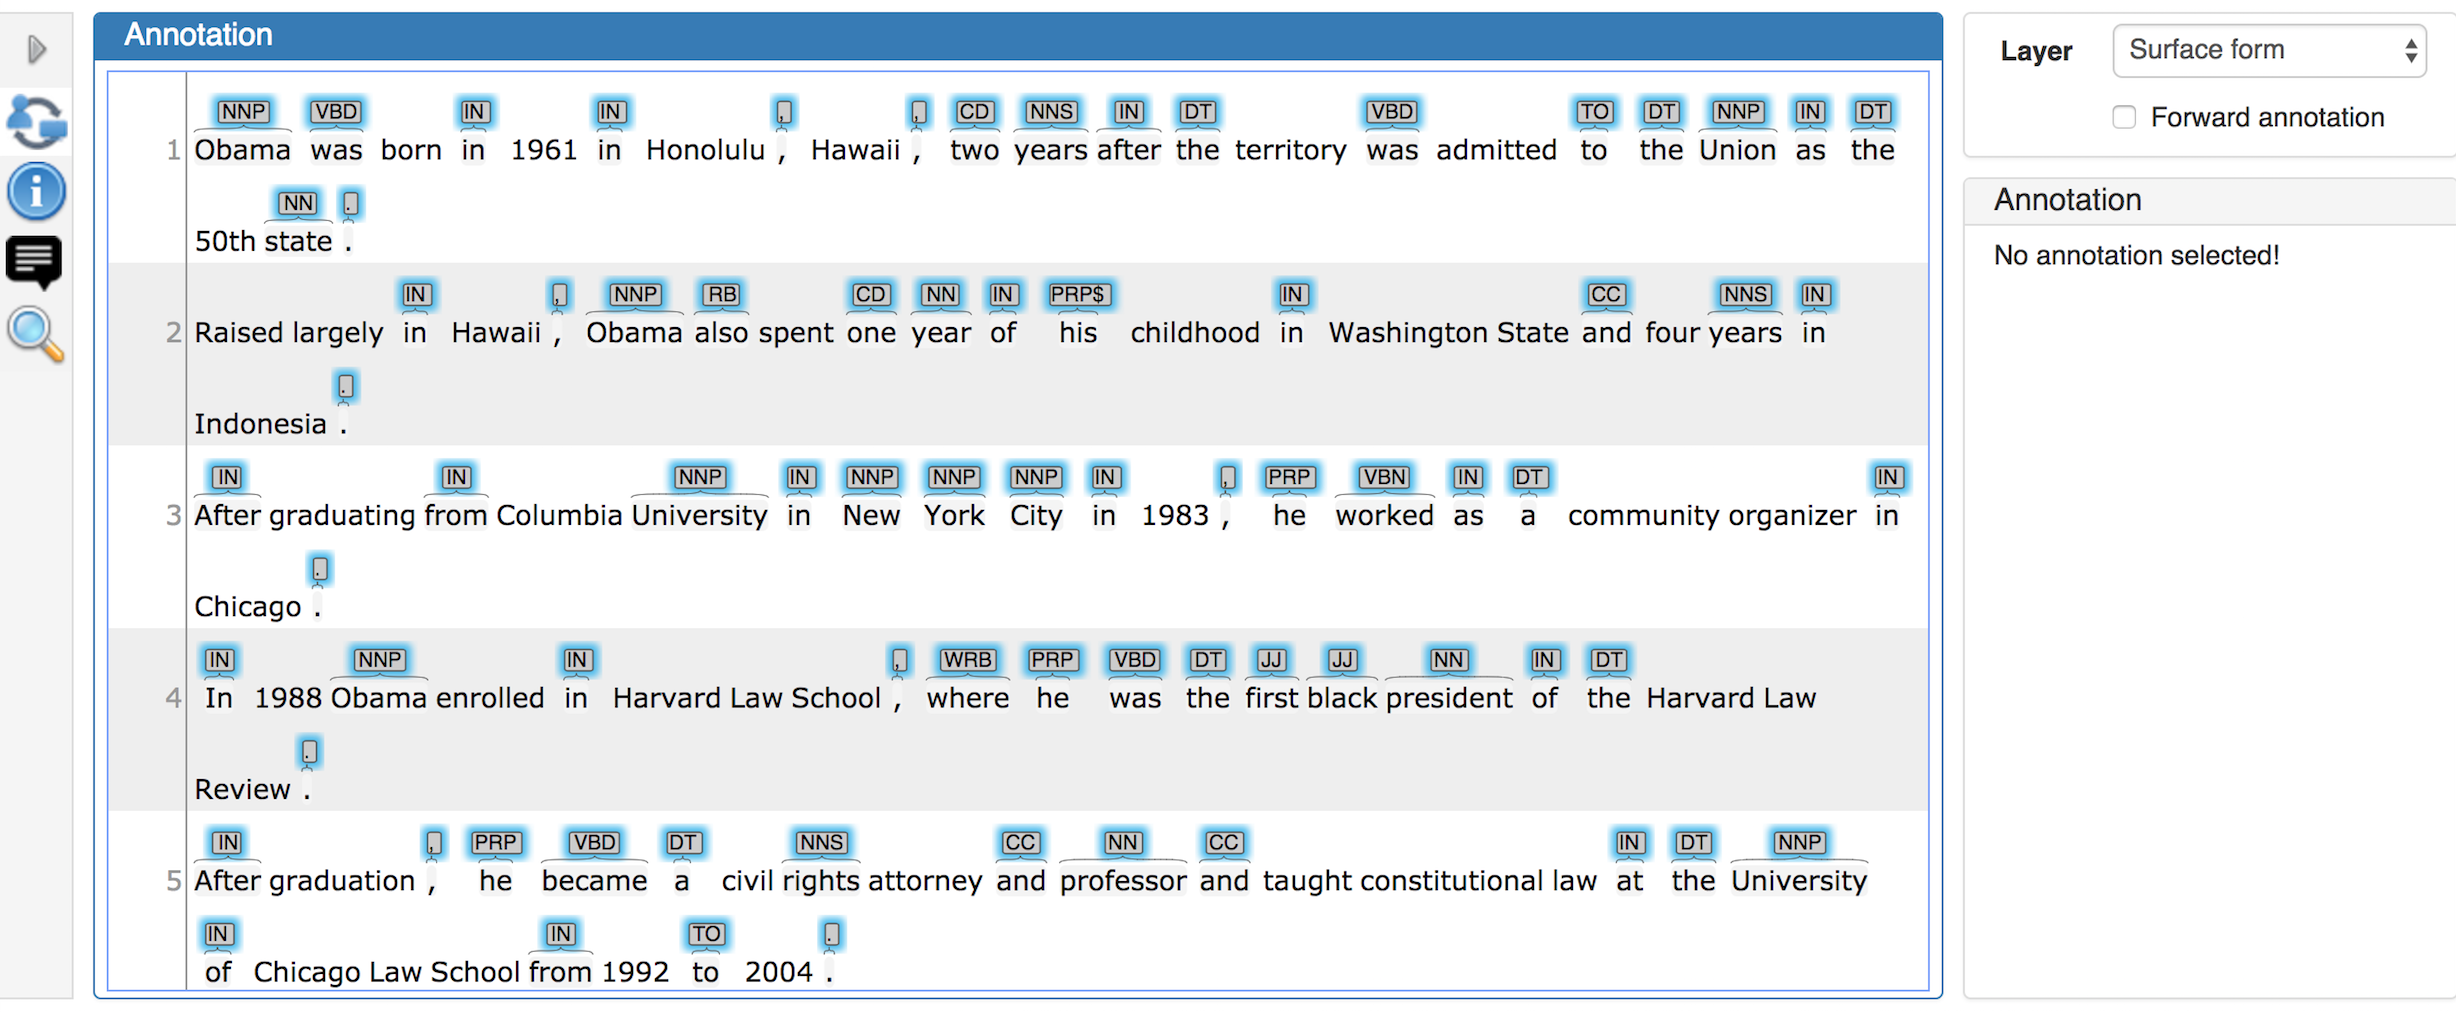 Annotation
NNP VBD IN IN , , CD NNS IN DT VBD TO DT NNP IN DT
1 Obama was born in 1961 in Honolulu , Hawaii , two years after the territory was admitted to the Union as the
NN .
50th state .
IN , NNP RB CD NN IN PRP$ IN CC NNS IN
2 Raised largely in Hawaii , Obama also spent one year of his childhood in Washington State and four years in
.
Indonesia .
IN IN NNP IN NNP NNP NNP IN , PRP VBN IN DT IN
3 After graduating from Columbia University in New York City in 1983 , he worked as a community organizer in
.
Chicago .
IN NNP IN , WRB PRP VBD DT JJ JJ NN IN DT
4 In 1988 Obama enrolled in Harvard Law School , where he was the first black president of the Harvard Law
.
Review .
IN , PRP VBD DT NNS CC NN CC IN DT NNP
5 After graduation , he became a civil rights attorney and professor and taught constitutional law at the University
IN IN TO .
of Chicago Law School from 1992 to 2004 .
Layer Surface form
Forward annotation
Annotation
No annotation selected!